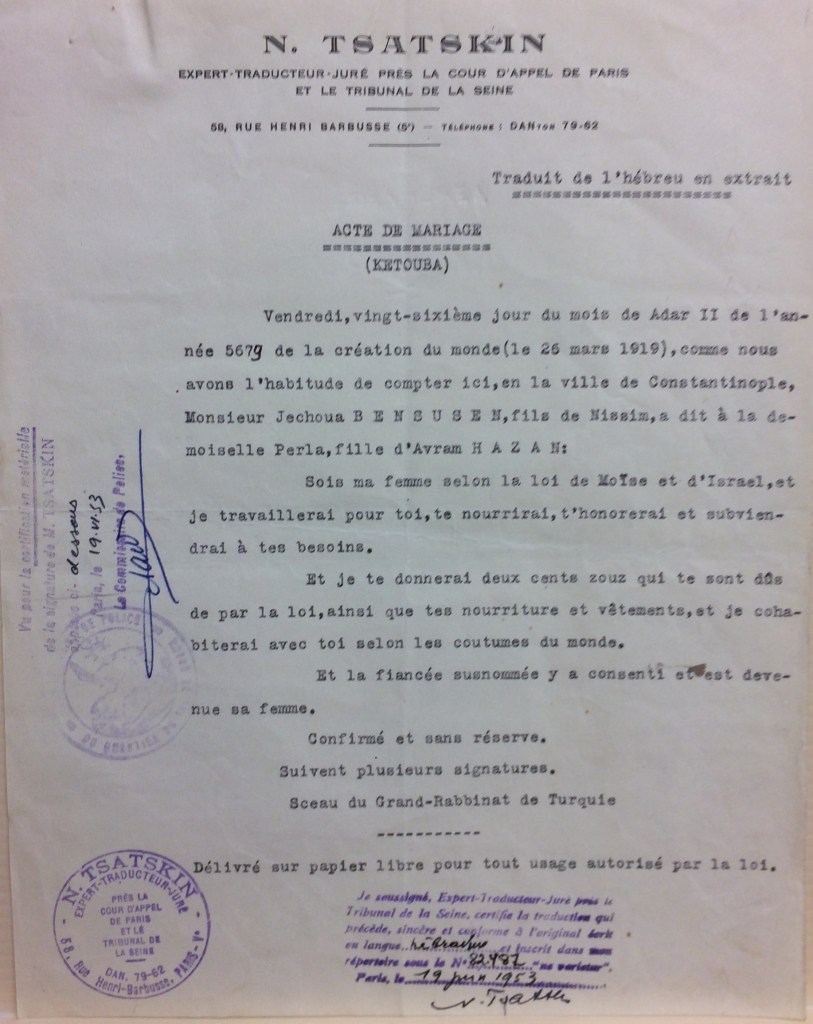 N. TSATSKIN
EXPERT-TRADUCTEUR-JURÉ PRÈS LA COUR D'APPEL DE PARIS
ET LE TRIBUNAL DE LA SEINE
58, RUE HENRI BARBUSSE (5e) — TÉLÉPHONE : DANTON 79-62
Traduit de l'hébreu en extrait
ACTE DE MARIAGE
(KETOUBA)
Vendredi,vingt-sixième jour du mois de Adar II de l'an-
née 5679 de la création du monde(le 26 mars 1919),comme nous
avons l'habitude de compter ici,en la ville de Constantinople,
Monsieur Jechoua B E N S U S E N,fils de Nissim,a dit à la de-
moiselle Perla,fille d'Avram H A Z A N:
Sois ma femme selon la loi de Moïse et d'Israel,et
je travaillerai pour toi,te nourrirai,t'honorerai et subvien-
drai à tes besoins.
Et je te donnerai deux cents zouz qui te sont dûs
de par la loi,ainsi que tes nourriture et vêtements,et je coha-
biterai avec toi selon les coutumes du monde.
Et la fiancée susnommée y a consenti et est deve-
nue sa femme.
Confirmé et sans réserve.
Suivent plusieurs signatures.
Sceau du Grand-Rabbinat de Turquie
-----------
Délivré sur papier libre pour tout usage autorisé par la loi.
Je soussigné, Expert-Traducteur-Juré près le
Tribunal de la Seine, certifie la traduction qui
précède, sincère et conforme à l'original écrit
en langue hébraïque et inscrit dans mon
répertoire sous le N° 82.487 "ne varietur".
Paris, le 19 juin 1953
N. Tsatskin
N. TSATSKIN
EXPERT-TRADUCTEUR-JURÉ
PRÈS LA
COUR D'APPEL
DE PARIS
ET LE
TRIBUNAL DE
LA SEINE
DAN. 79-62
58, Rue Henri-Barbusse, PARIS-Ve
Vu pour la certification matérielle
de la signature de M. TSATSKIN
apposée ci-dessous
Paris, le 19.VI.53
Le Commissaire de Police,